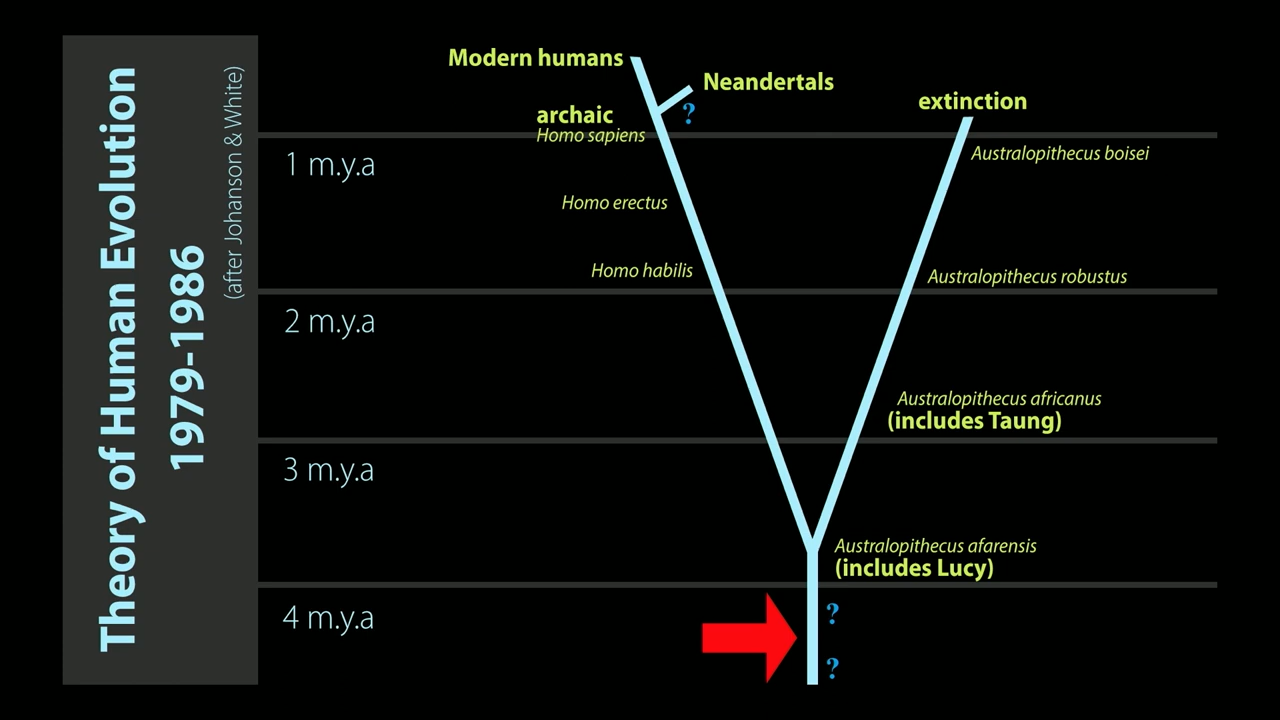 Theory of Human Evolution
1979-1986
(after Johanson & White)
Modern humans
Neandertals
extinction
archaic
?
Homo sapiens
1 m.y.a
Australopithecus boisei
Homo erectus
Homo habilis
Australopithecus robustus
2 m.y.a
Australopithecus africanus
(includes Taung)
3 m.y.a
Australopithecus afarensis
(includes Lucy)
4 m.y.a
?
?